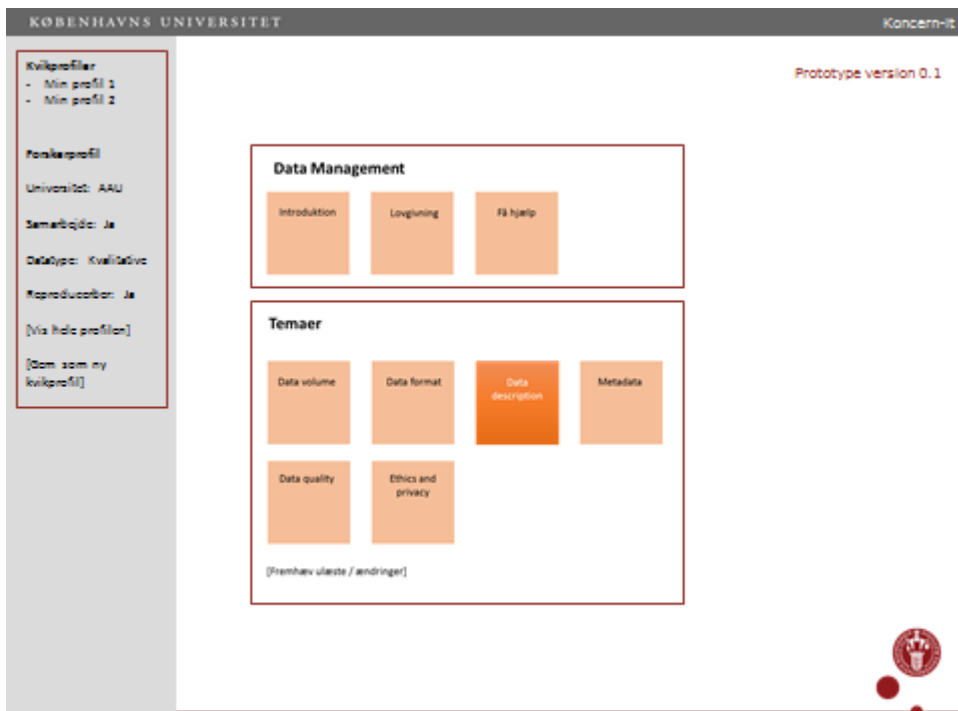 KØBENHAVNS UNIVERSITET
Koncern-it
Prototype version 0.1
Kvikprofiler
- Min profil 1
- Min profil 2
Forskerprofil
Universitet: AAU
Samarbejde: Ja
Datatype: Kvalitative
Reproducerbar: Ja
[Vis hele profilen]
[Gem som ny
kvikprofil]
Data Management
Introduktion
Lovgivning
Få hjælp
Temaer
Data volume
Data format
Data
description
Metadata
Data quality
Ethics and
privacy
[Fremhæv ulæste / ændringer]